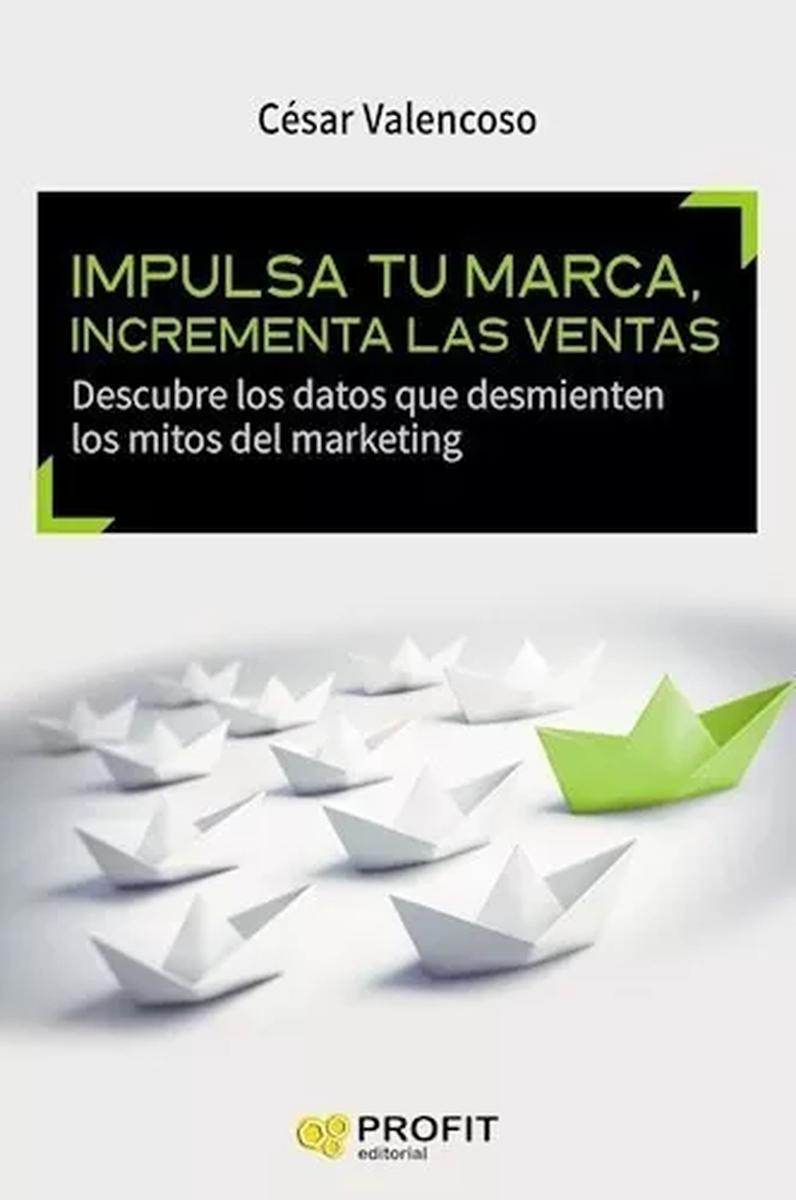 César Valencoso
IMPULSA TU MARCA,
INCREMENTA LAS VENTAS
Descubre los datos que desmienten
los mitos del marketing
PROFIT
editorial